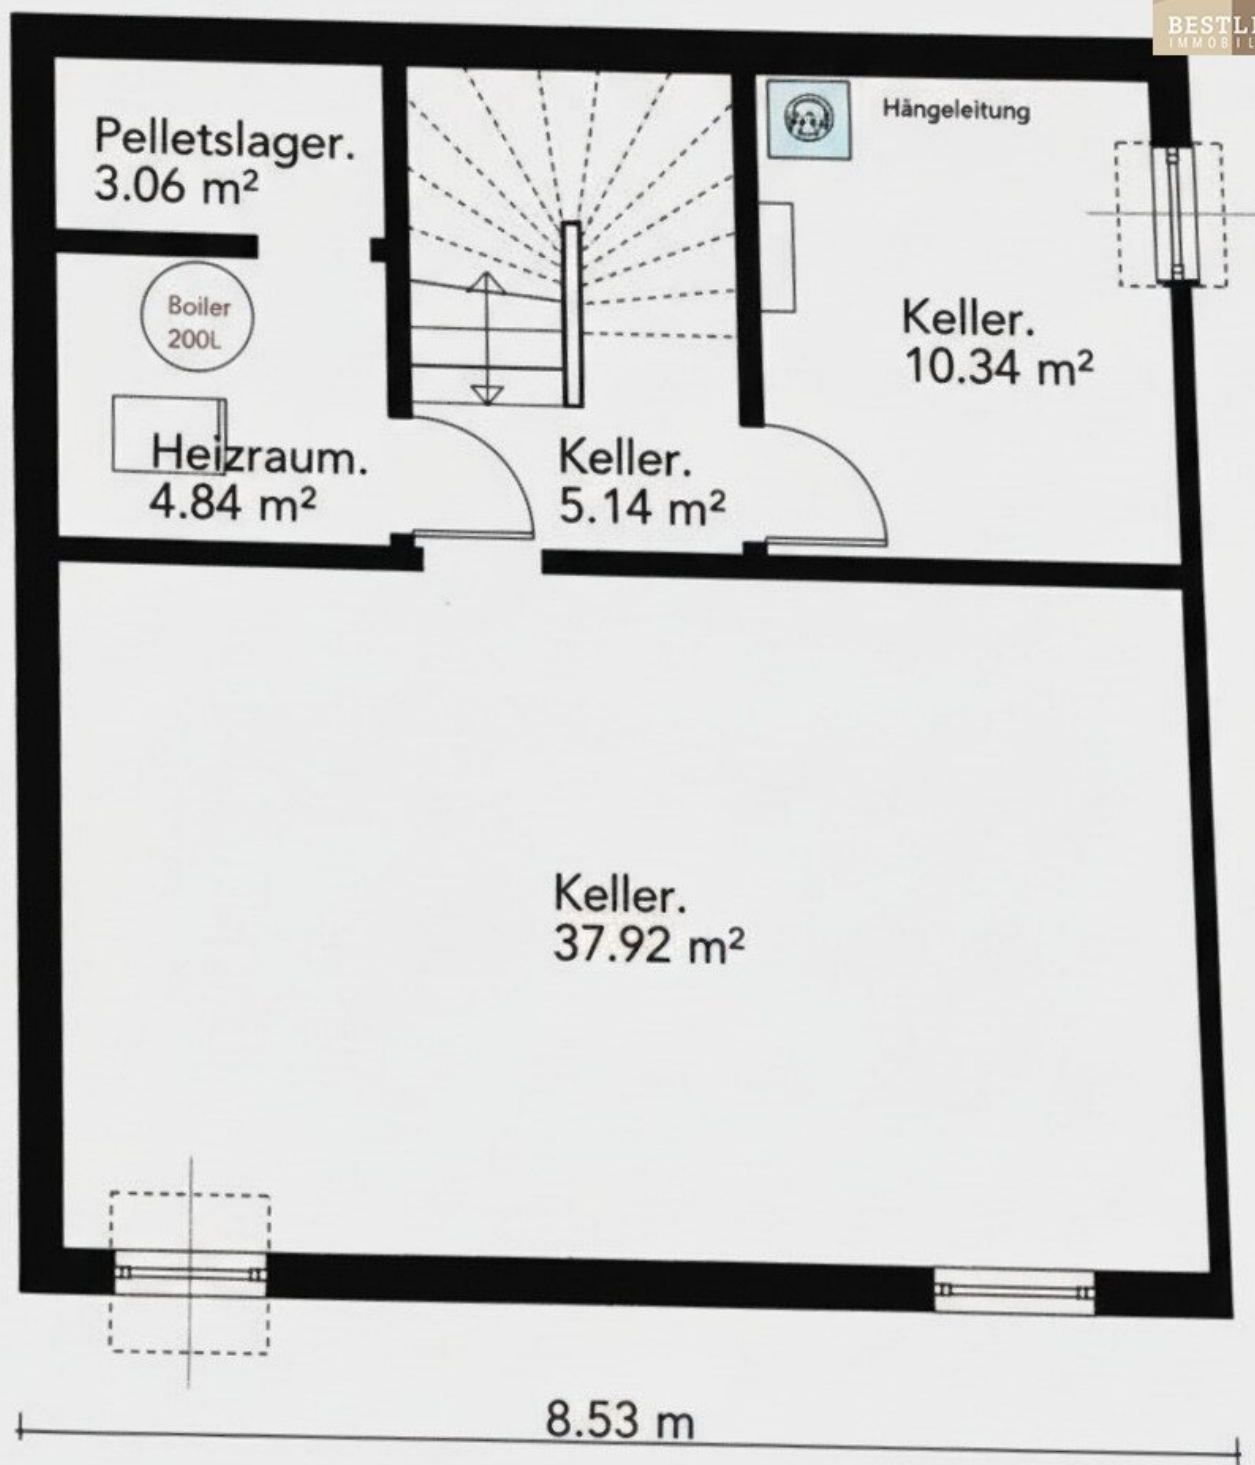 Hängeleitung
Pelletslager.
3.06 m²
Boiler
200L
Keller.
10.34 m²
Heizraum.
4.84 m²
Keller.
5.14 m²
Keller.
37.92 m²
8.53 m